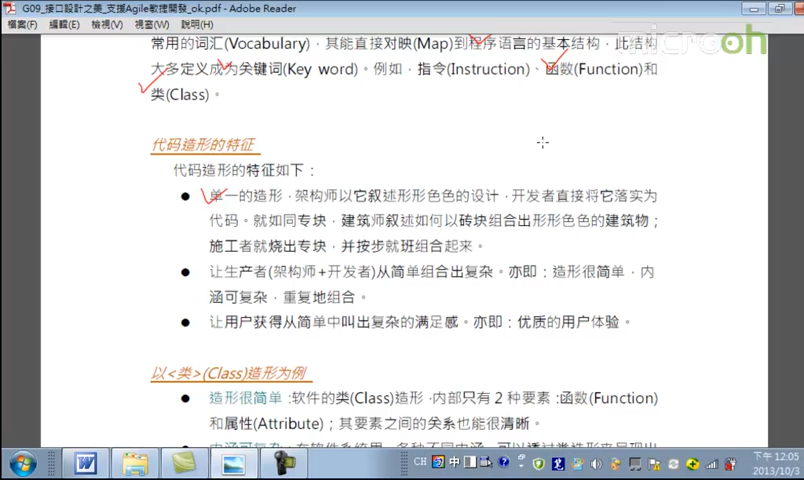 G09_接口設計之美_支援Agile敏捷開發_ok.pdf - Adobe Reader
檔案(F) 編輯(E) 檢視(V) 視窗(W) 說明(H)
microoh
常用的词汇(Vocabulary)，其能直接对映(Map)到程序语言的基本结构，此结构
大多定义成为关键词(Key word)。例如，指令(Instruction)、函数(Function)和
类(Class)。
代码造形的特征
代码造形的特征如下：
● 单一的造形，架构师以它叙述形形色色的设计，开发者直接将它落实为
代码。就如同专块，建筑师叙述如何以砖块组合出形形色色的建筑物；
施工者就烧出专块，并按步就班组合起来。
● 让生产者(架构师+开发者)从简单组合出复杂。亦即：造形很简单，内
涵可复杂，重复地组合。
● 让用户获得从简单中叫出复杂的满足感。亦即：优质的用户体验。
以<类>(Class)造形为例
● 造形很简单:软件的类(Class)造形，内部只有 2 种要素:函数(Function)
和属性(Attribute)；其要素之间的关系也能很清晰。
CH 中 下午 12:05
2013/10/3